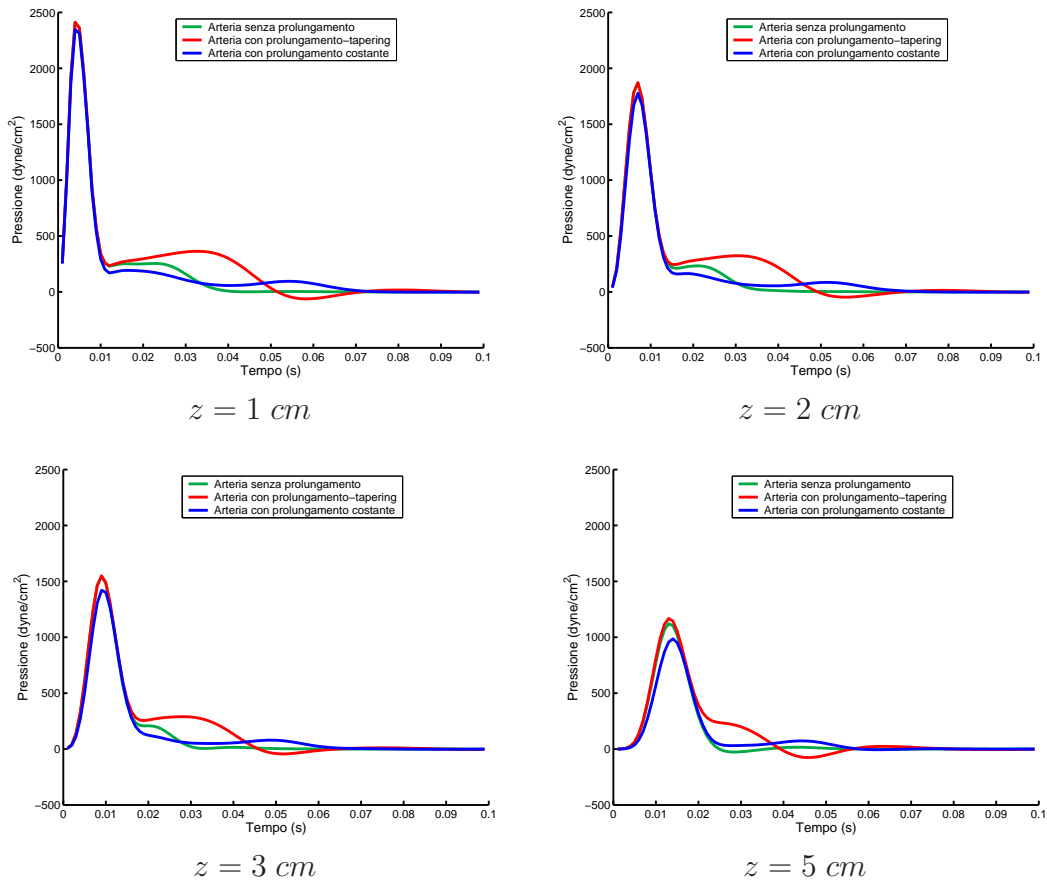 2500
2000
1500
1000
500
0
−500
Pressione (dyne/cm²)
Arteria senza prolungamento
Arteria con prolungamento−tapering
Arteria con prolungamento costante
0 0.01 0.02 0.03 0.04 0.05 0.06 0.07 0.08 0.09 0.1
Tempo (s)
z = 1 cm
2500
2000
1500
1000
500
0
−500
Pressione (dyne/cm²)
Arteria senza prolungamento
Arteria con prolungamento−tapering
Arteria con prolungamento costante
0 0.01 0.02 0.03 0.04 0.05 0.06 0.07 0.08 0.09 0.1
Tempo (s)
z = 2 cm
2500
2000
1500
1000
500
0
−500
Pressione (dyne/cm²)
Arteria senza prolungamento
Arteria con prolungamento−tapering
Arteria con prolungamento costante
0 0.01 0.02 0.03 0.04 0.05 0.06 0.07 0.08 0.09 0.1
Tempo (s)
z = 3 cm
2500
2000
1500
1000
500
0
−500
Pressione (dyne/cm²)
Arteria senza prolungamento
Arteria con prolungamento−tapering
Arteria con prolungamento costante
0 0.01 0.02 0.03 0.04 0.05 0.06 0.07 0.08 0.09 0.1
Tempo (s)
z = 5 cm